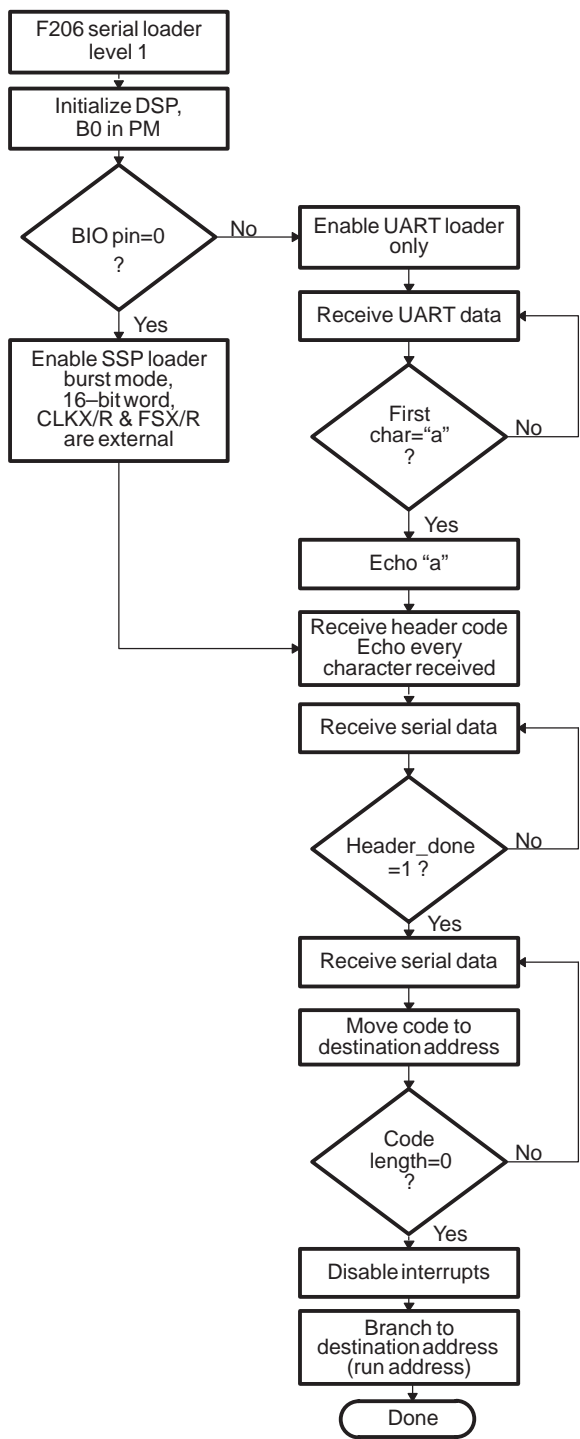 F206 serial loader
level 1
Initialize DSP,
B0 in PM
BIO pin=0
?
No
Yes
Enable SSP loader
burst mode,
16–bit word,
CLKX/R & FSX/R
are external
Enable UART loader
only
Receive UART data
First
char=“a”
?
No
Yes
Echo “a”
Receive header code
Echo every
character received
Receive serial data
Header_done
=1 ?
No
Yes
Receive serial data
Move code to
destination address
Code
length=0
?
No
Yes
Disable interrupts
Branch to
destination address
(run address)
Done